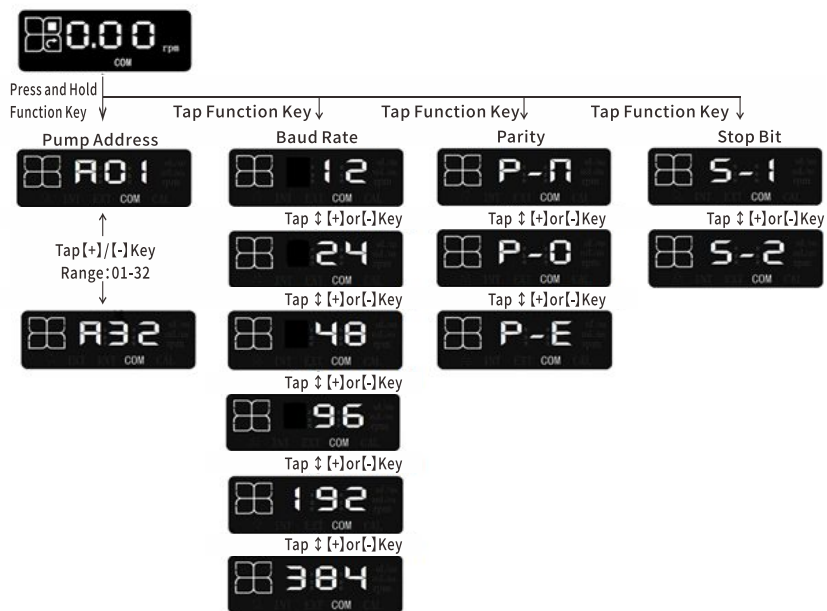 0.00 rpm
COM
Press and Hold
Function Key
Tap Function Key
Tap Function Key
Tap Function Key
Pump Address
Baud Rate
Parity
Stop Bit
A01
COM
12
COM
P-n
COM
S-1
COM
Tap ↕【+】or【-】Key
Tap ↕【+】or【-】Key
Tap ↕【+】or【-】Key
Tap【+】/【-】Key
Range:01-32
24
COM
P-O
COM
S-2
COM
Tap ↕【+】or【-】Key
Tap ↕【+】or【-】Key
A32
COM
48
COM
P-E
COM
Tap ↕【+】or【-】Key
96
COM
Tap ↕【+】or【-】Key
192
COM
Tap ↕【+】or【-】Key
384
COM